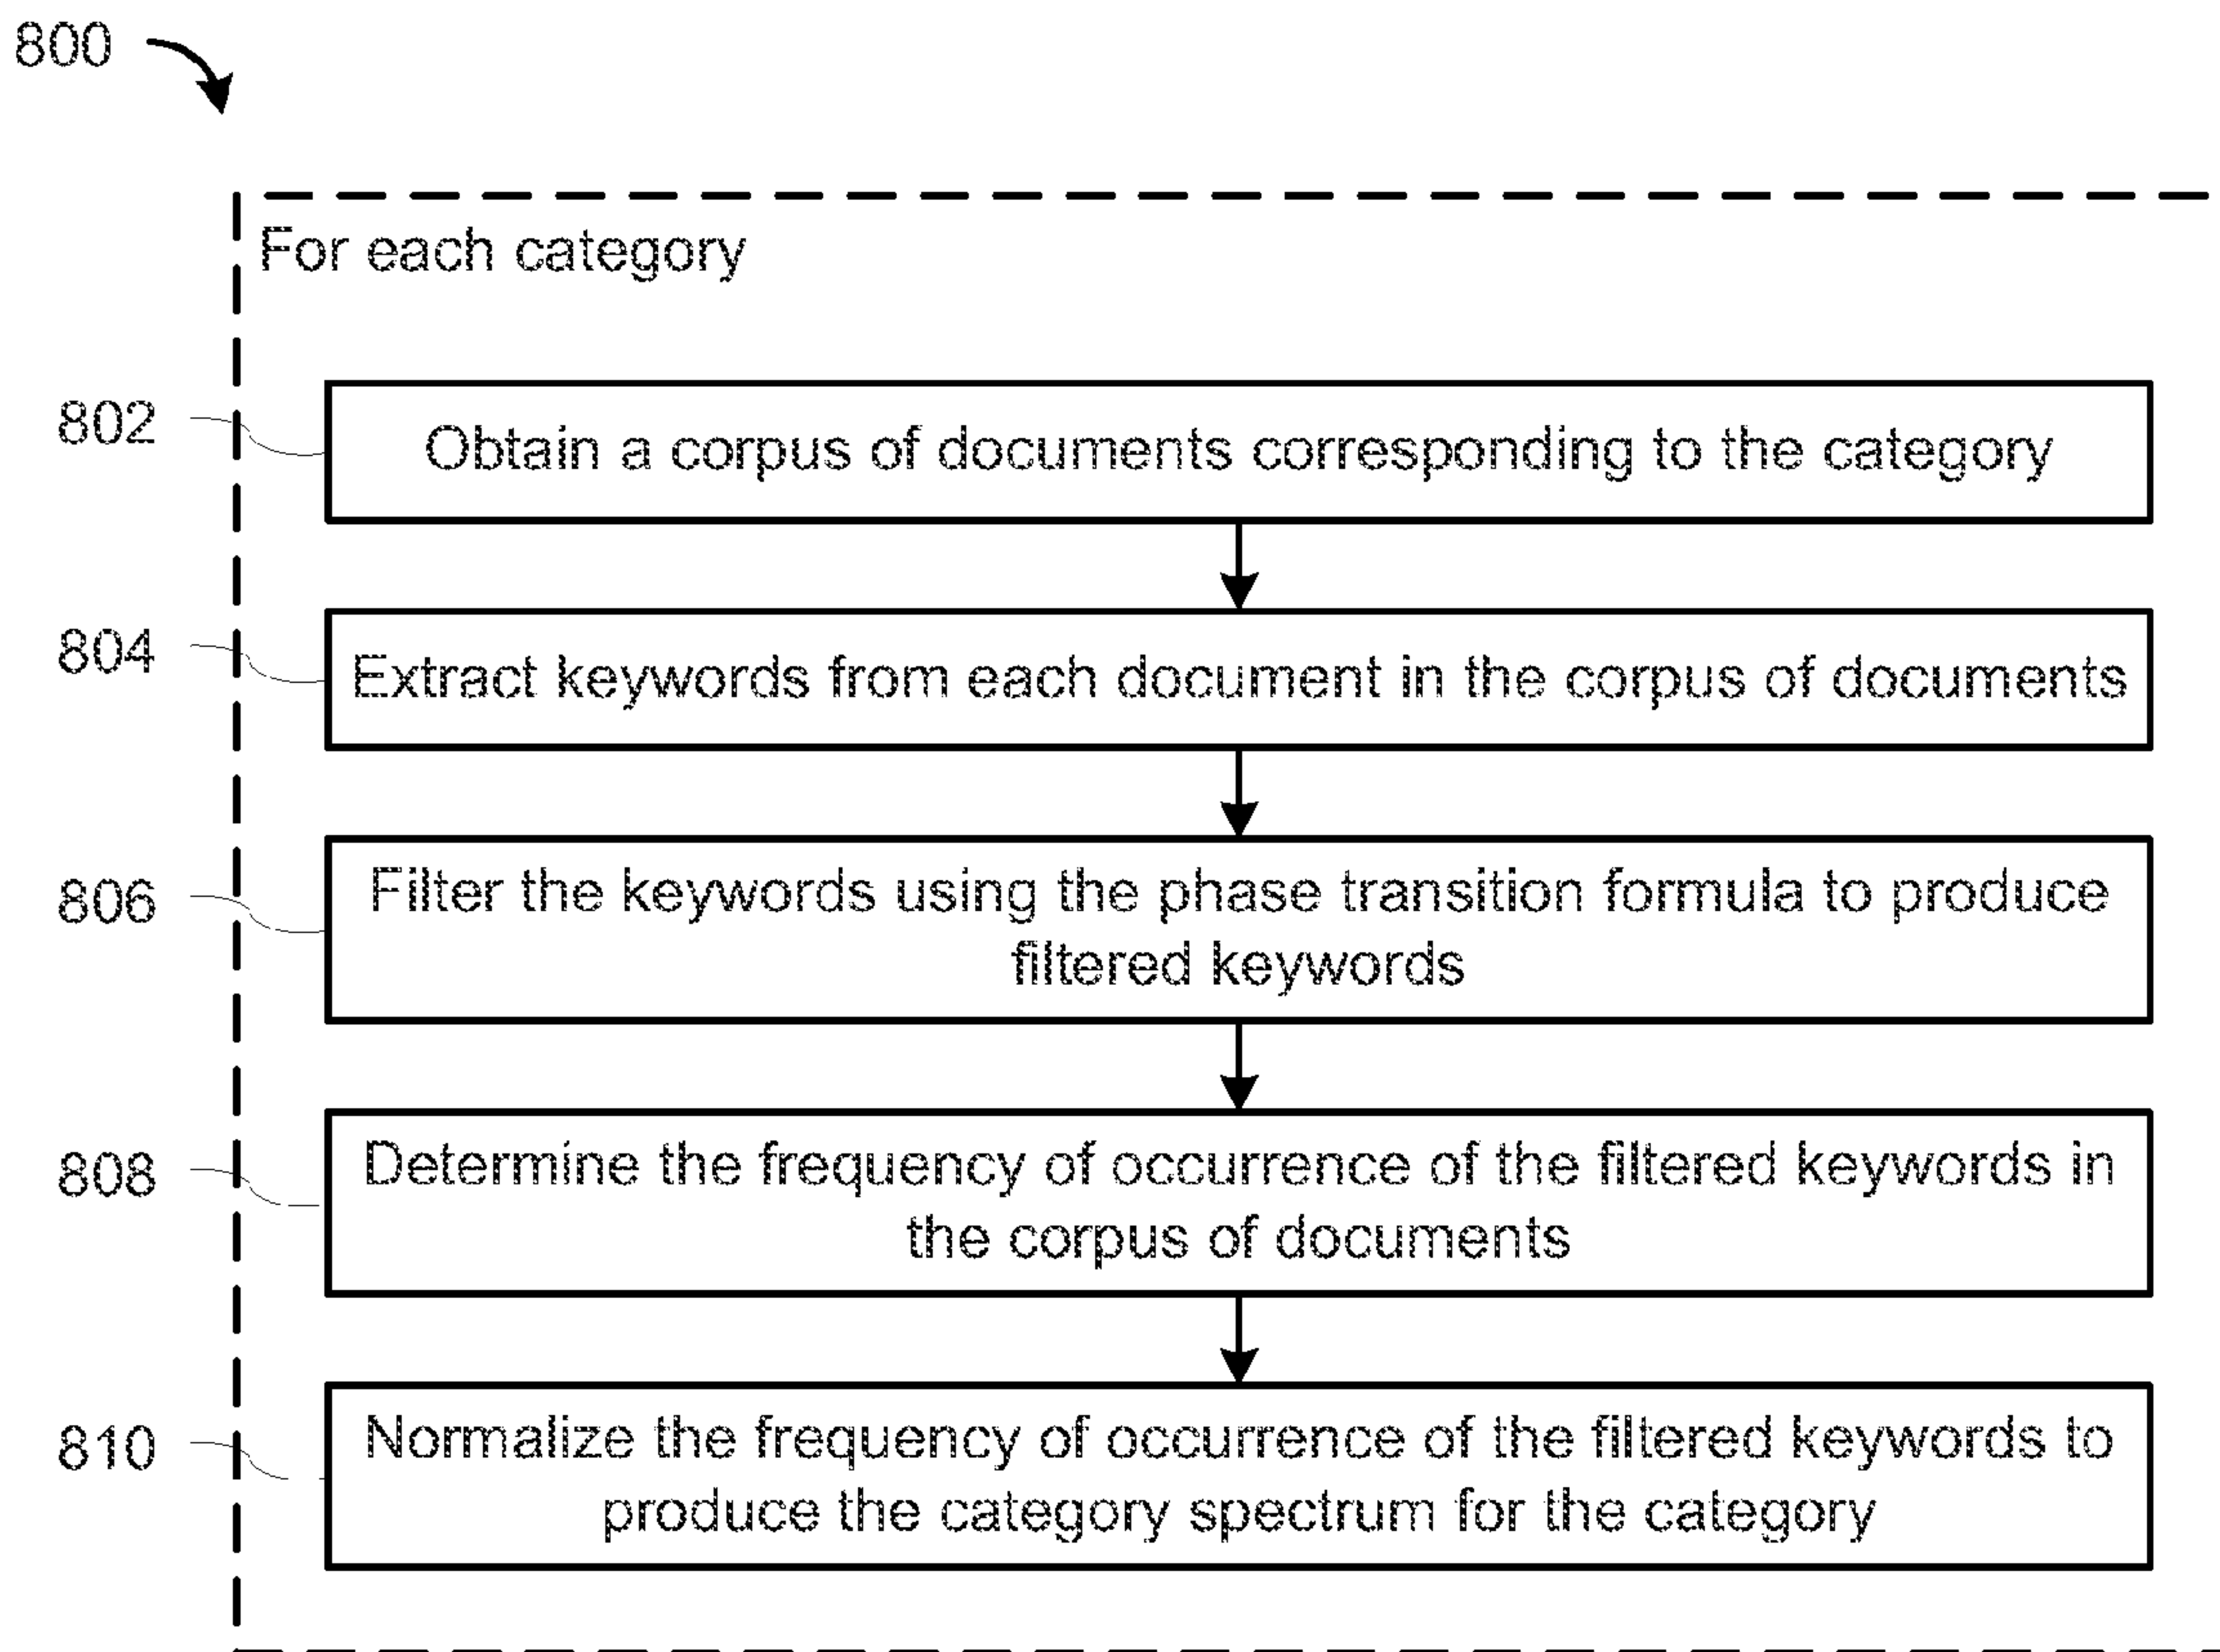 800
For each category
802
Obtain a corpus of documents corresponding to the category
804
Extract keywords from each document in the corpus of documents
806
Filter the keywords using the phase transition formula to produce
filtered keywords
808
Determine the frequency of occurrence of the filtered keywords in
the corpus of documents
810
Normalize the frequency of occurrence of the filtered keywords to
produce the category spectrum for the category